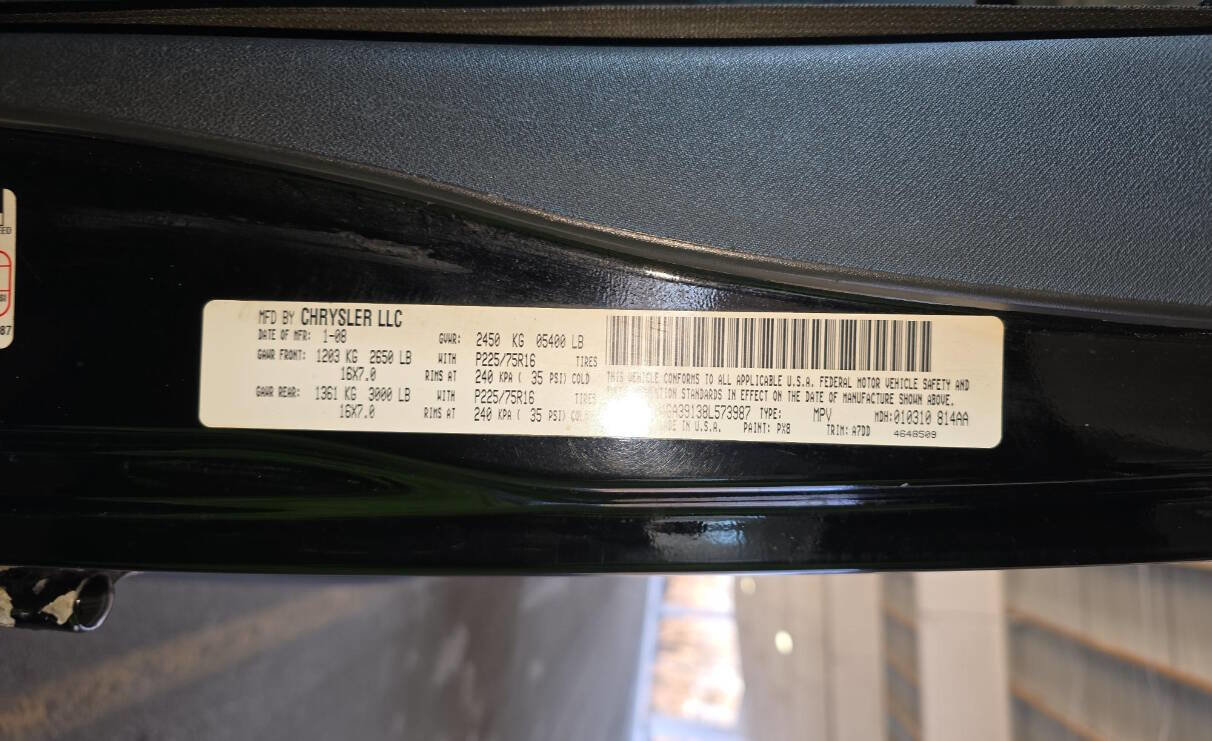 MFD BY CHRYSLER LLC
DATE OF MFR: 1-08 GVWR: 2450 KG 05400 LB
GAWR FRONT: 1203 KG 2650 LB WITH P225/75R16 TIRES
16X7.0 RIMS AT 240 KPA ( 35 PSI) COLD
GAWR REAR: 1361 KG 3000 LB WITH P225/75R16 TIRES
16X7.0 RIMS AT 240 KPA ( 35 PSI) COLD
THIS VEHICLE CONFORMS TO ALL APPLICABLE U.S.A. FEDERAL MOTOR VEHICLE SAFETY AND
STANDARDS IN EFFECT ON THE DATE OF MANUFACTURE SHOWN ABOVE.
TYPE: MPV MDH: 010310 814AA
IN U.S.A. PAINT: PX8 TRIM: A7DD 4648509
87